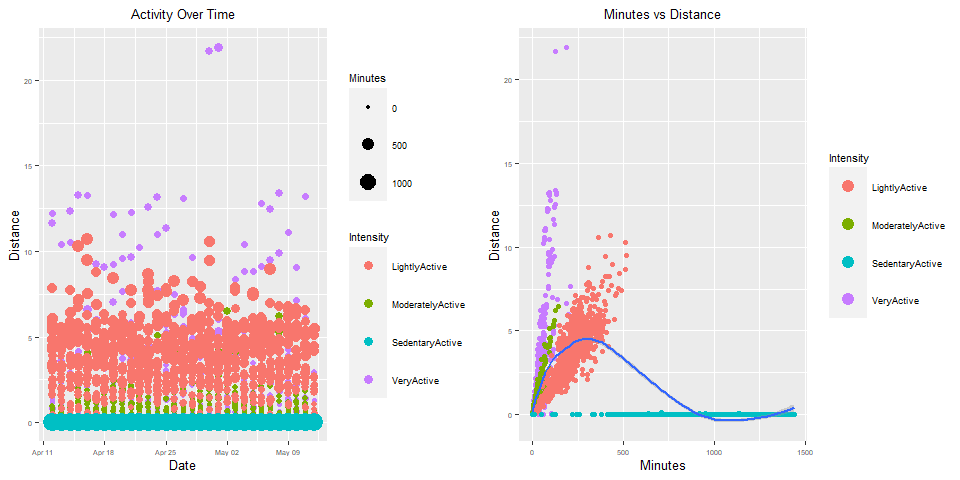 Activity Over Time
Distance
20
15
10
5
0
Apr 11
Apr 18
Apr 25
May 02
May 09
Date
Minutes
0
500
1000
Intensity
LightlyActive
ModeratelyActive
SedentaryActive
VeryActive
Minutes vs Distance
Distance
20
15
10
5
0
0
500
1000
1500
Minutes
Intensity
LightlyActive
ModeratelyActive
SedentaryActive
VeryActive